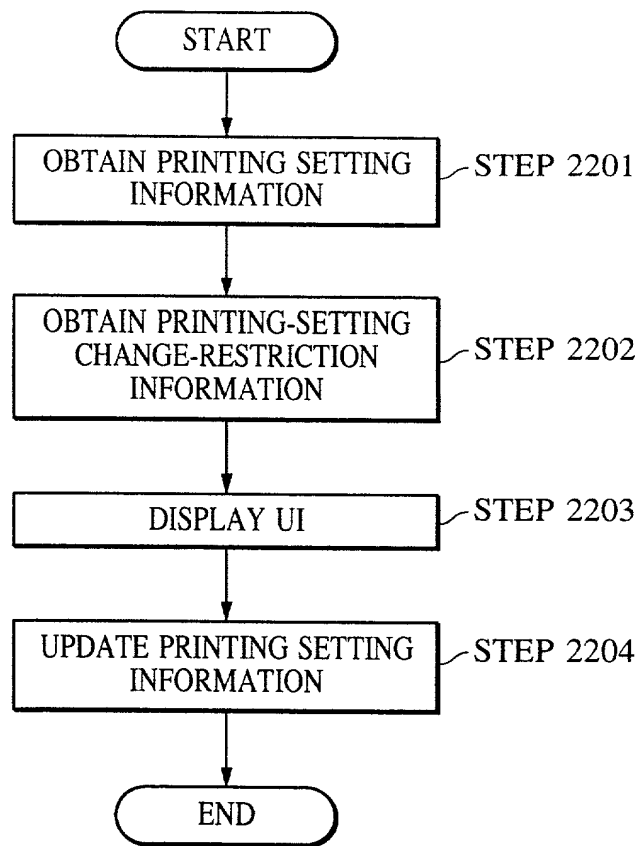 START
OBTAIN PRINTING SETTING
INFORMATION
STEP 2201
OBTAIN PRINTING-SETTING
CHANGE-RESTRICTION
INFORMATION
STEP 2202
DISPLAY UI
STEP 2203
UPDATE PRINTING SETTING
INFORMATION
STEP 2204
END